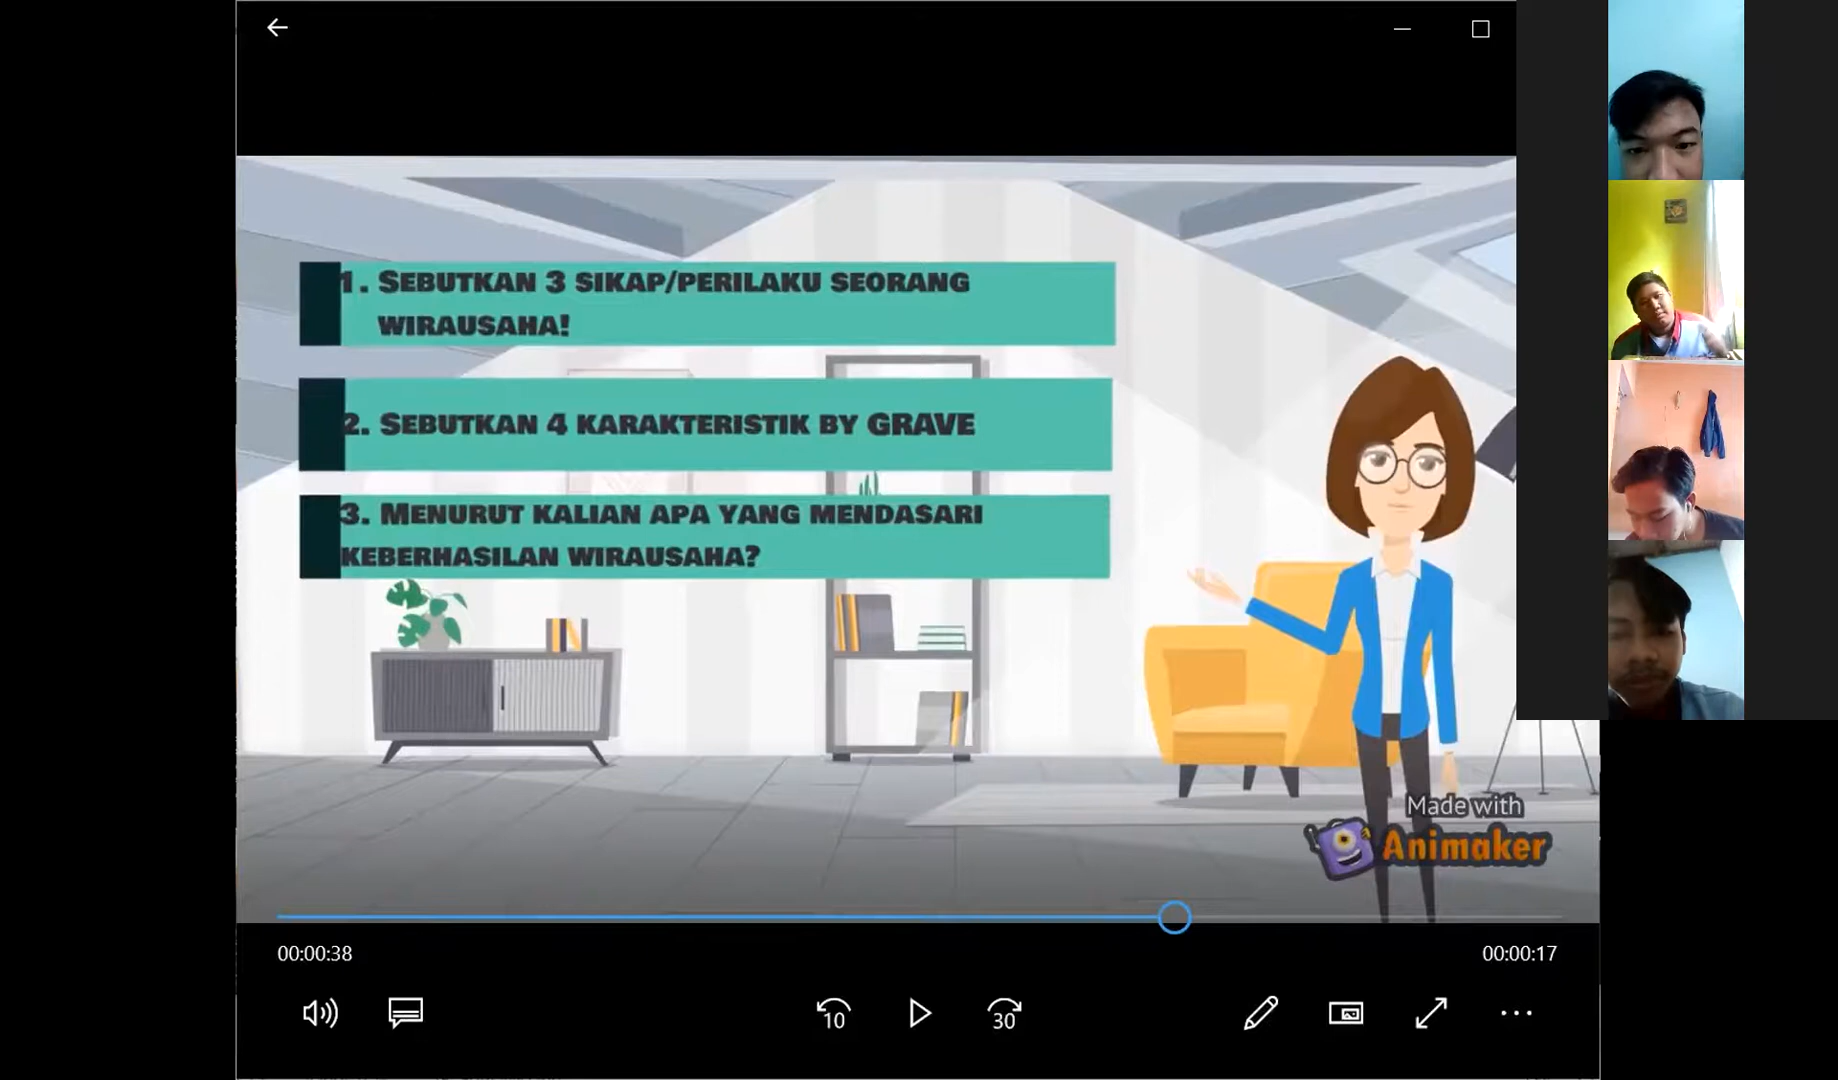 1. SEBUTKAN 3 SIKAP/PERILAKU SEORANG
WIRAUSAHA!
2. SEBUTKAN 4 KARAKTERISTIK BY GRAVE
3. MENURUT KALIAN APA YANG MENDASARI
KEBERHASILAN WIRAUSAHA?
Made with
Animaker
00:00:38
00:00:17
10
30